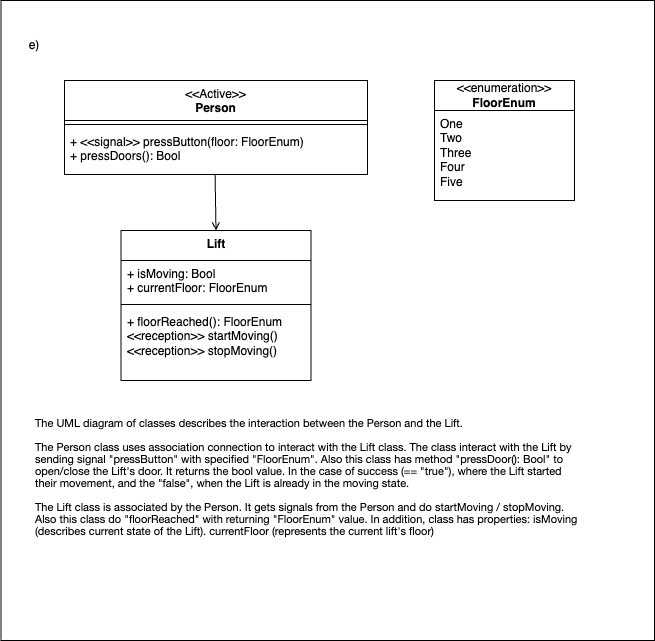 e)
<<Active>>
Person
+ <<signal>> pressButton(floor: FloorEnum)
+ pressDoors(): Bool
<<enumeration>>
FloorEnum
One
Two
Three
Four
Five
Lift
+ isMoving: Bool
+ currentFloor: FloorEnum
+ floorReached(): FloorEnum
<<reception>> startMoving()
<<reception>> stopMoving()
The UML diagram of classes describes the interaction between the Person and the Lift.
The Person class uses association connection to interact with the Lift class. The class interact with the Lift by
sending signal "pressButton" with specified "FloorEnum". Also this class has method "pressDoor(): Bool" to
open/close the Lift's door. It returns the bool value. In the case of success (== "true"), where the Lift started
their movement, and the "false", when the Lift is already in the moving state.
The Lift class is associated by the Person. It gets signals from the Person and do startMoving / stopMoving.
Also this class do "floorReached" with returning "FloorEnum" value. In addition, class has properties: isMoving
(describes current state of the Lift). currentFloor (represents the current lift's floor)